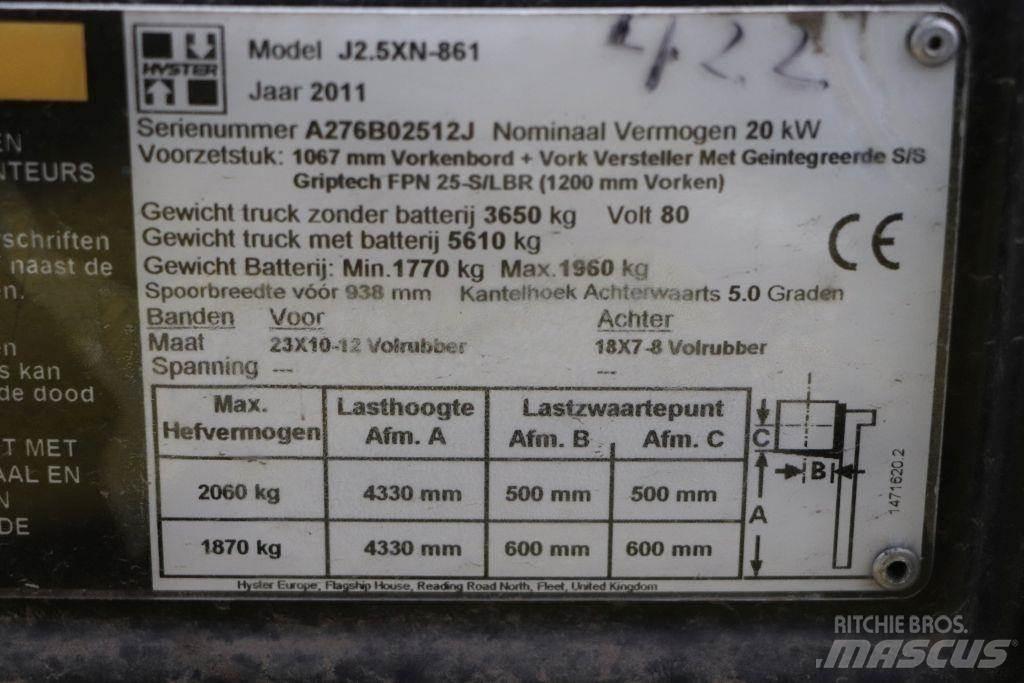 EN
NTEURS
schriften
naast de
en.
en
s kan
de dood
T MET
AAL EN
N
DE
HYSTER
Model J2.5XN-861
Jaar 2011
422
Serienummer A276B02512J Nominaal Vermogen 20 kW
Voorzetstuk: 1067 mm Vorkenbord + Vork Versteller Met Geintegreerde S/S
Griptech FPN 25-S/LBR (1200 mm Vorken)
Gewicht truck zonder batterij 3650 kg Volt 80
Gewicht truck met batterij 5610 kg
Gewicht Batterij: Min.1770 kg Max.1960 kg
CE
Spoorbreedte vóór 938 mm Kantelhoek Achterwaarts 5.0 Graden
Banden Voor Achter
Maat 23X10-12 Volrubber 18X7-8 Volrubber
Spanning --- ---
Max. Lasthoogte Lastzwaartepunt
Hefvermogen Afm. A Afm. B Afm. C
2060 kg 4330 mm 500 mm 500 mm
1870 kg 4330 mm 600 mm 600 mm
C
B
A
1471620.2
Hyster Europe, Flagship House, Reading Road North, Fleet, United Kingdom
RITCHIE BROS.
MASCUS